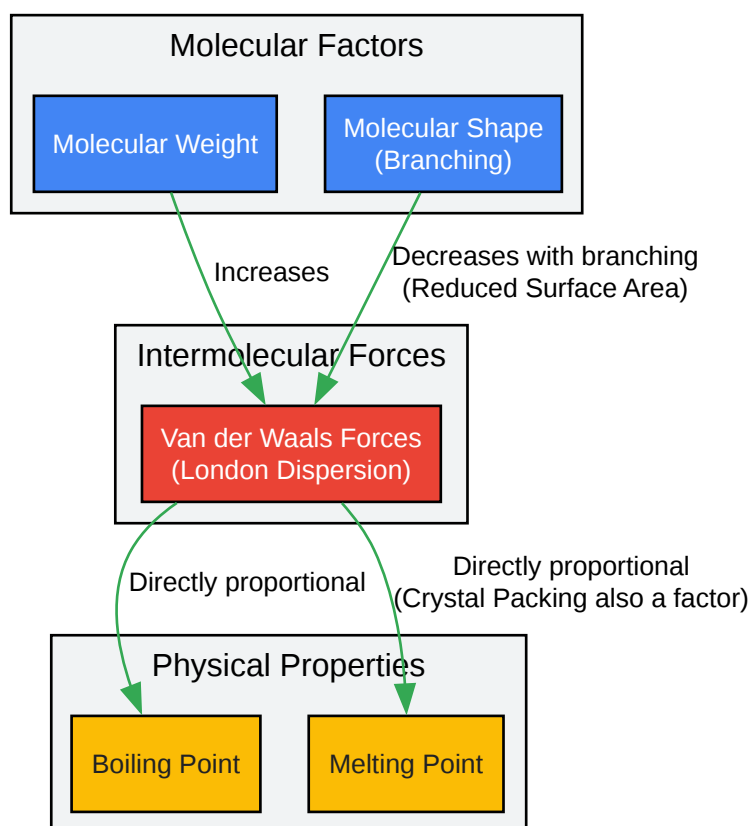 Molecular Factors
Molecular Weight
Molecular Shape
(Branching)
Increases
Decreases with branching
(Reduced Surface Area)
Intermolecular Forces
Van der Waals Forces
(London Dispersion)
Directly proportional
Directly proportional
(Crystal Packing also a factor)
Physical Properties
Boiling Point
Melting Point